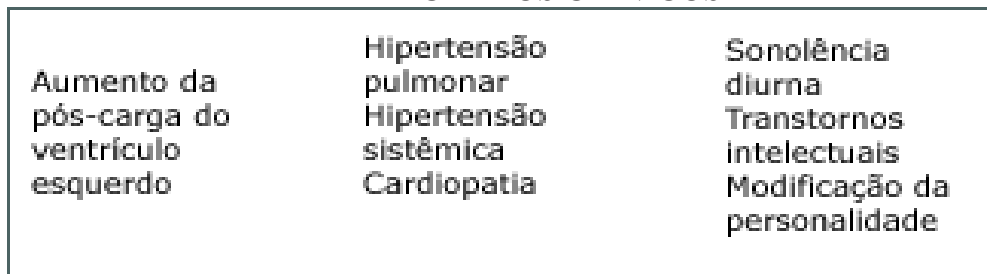 Aumento da
pós-carga do
ventrículo
esquerdo
Hipertensão
pulmonar
Hipertensão
sistêmica
Cardiopatia
Sonolência
diurna
Transtornos
intelectuais
Modificação da
personalidade